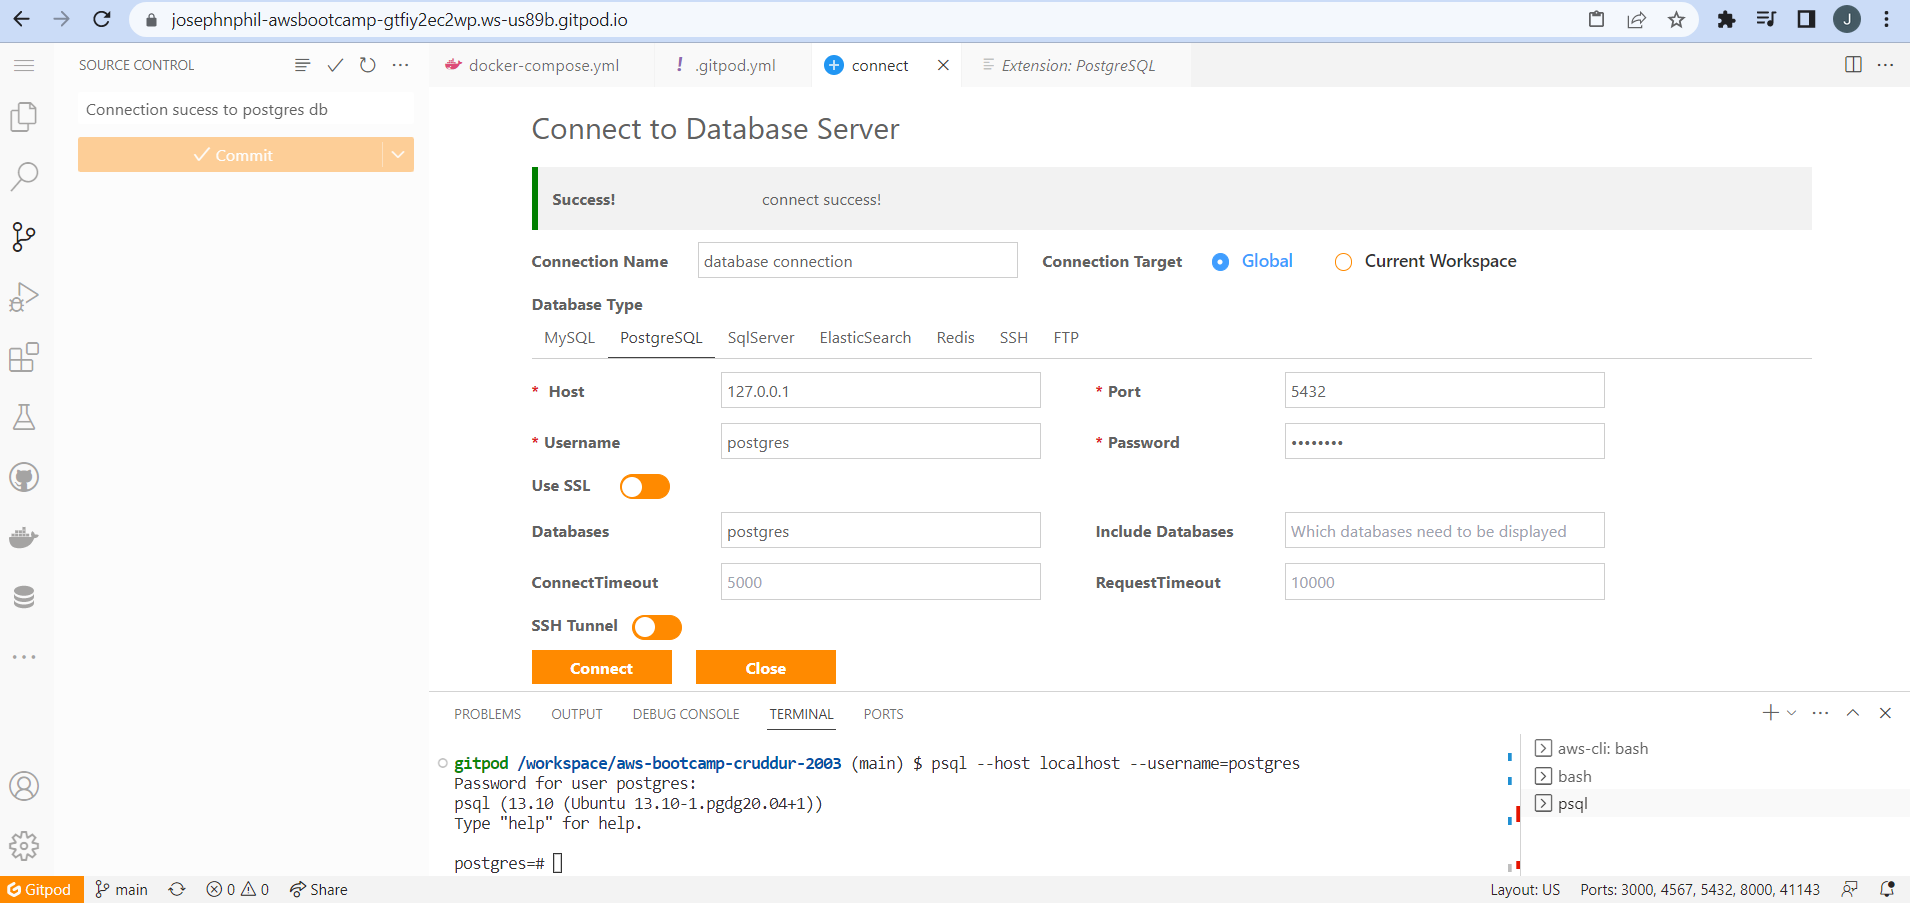 josephnphil-awsbootcamp-gtfiy2ec2wp.ws-us89b.gitpod.io
J
SOURCE CONTROL
docker-compose.yml
! .gitpod.yml
connect
Extension: PostgreSQL
Connection sucess to postgres db
Commit
Connect to Database Server
Success! connect success!
Connection Name database connection Connection Target Global Current Workspace
Database Type
MySQL PostgreSQL SqlServer ElasticSearch Redis SSH FTP
* Host 127.0.0.1 * Port 5432
* Username postgres * Password ••••••••
Use SSL
Databases postgres Include Databases Which databases need to be displayed
ConnectTimeout 5000 RequestTimeout 10000
SSH Tunnel
Connect Close
PROBLEMS OUTPUT DEBUG CONSOLE TERMINAL PORTS
gitpod /workspace/aws-bootcamp-cruddur-2003 (main) $ psql --host localhost --username=postgres
Password for user postgres:
psql (13.10 (Ubuntu 13.10-1.pgdg20.04+1))
Type "help" for help.
postgres=#
aws-cli: bash
bash
psql
Gitpod main 0 0 Share Layout: US Ports: 3000, 4567, 5432, 8000, 41143